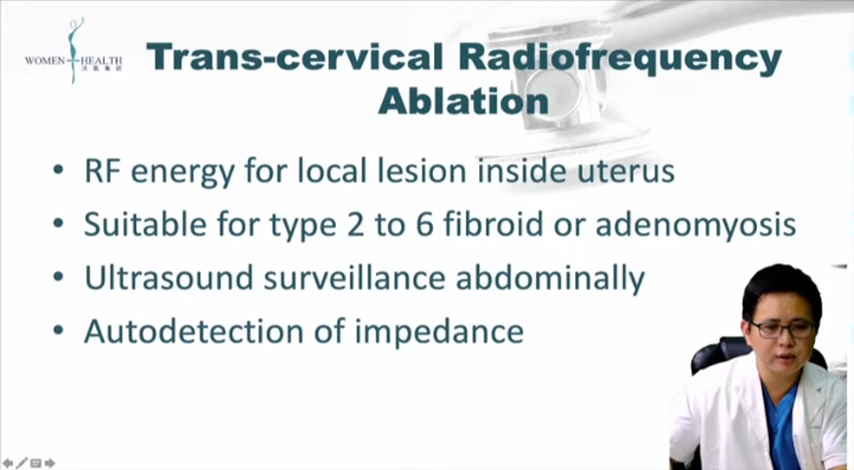 WOMEN HEALTH
Trans-cervical Radiofrequency
Ablation
• RF energy for local lesion inside uterus
• Suitable for type 2 to 6 fibroid or adenomyosis
• Ultrasound surveillance abdominally
• Autodetection of impedance